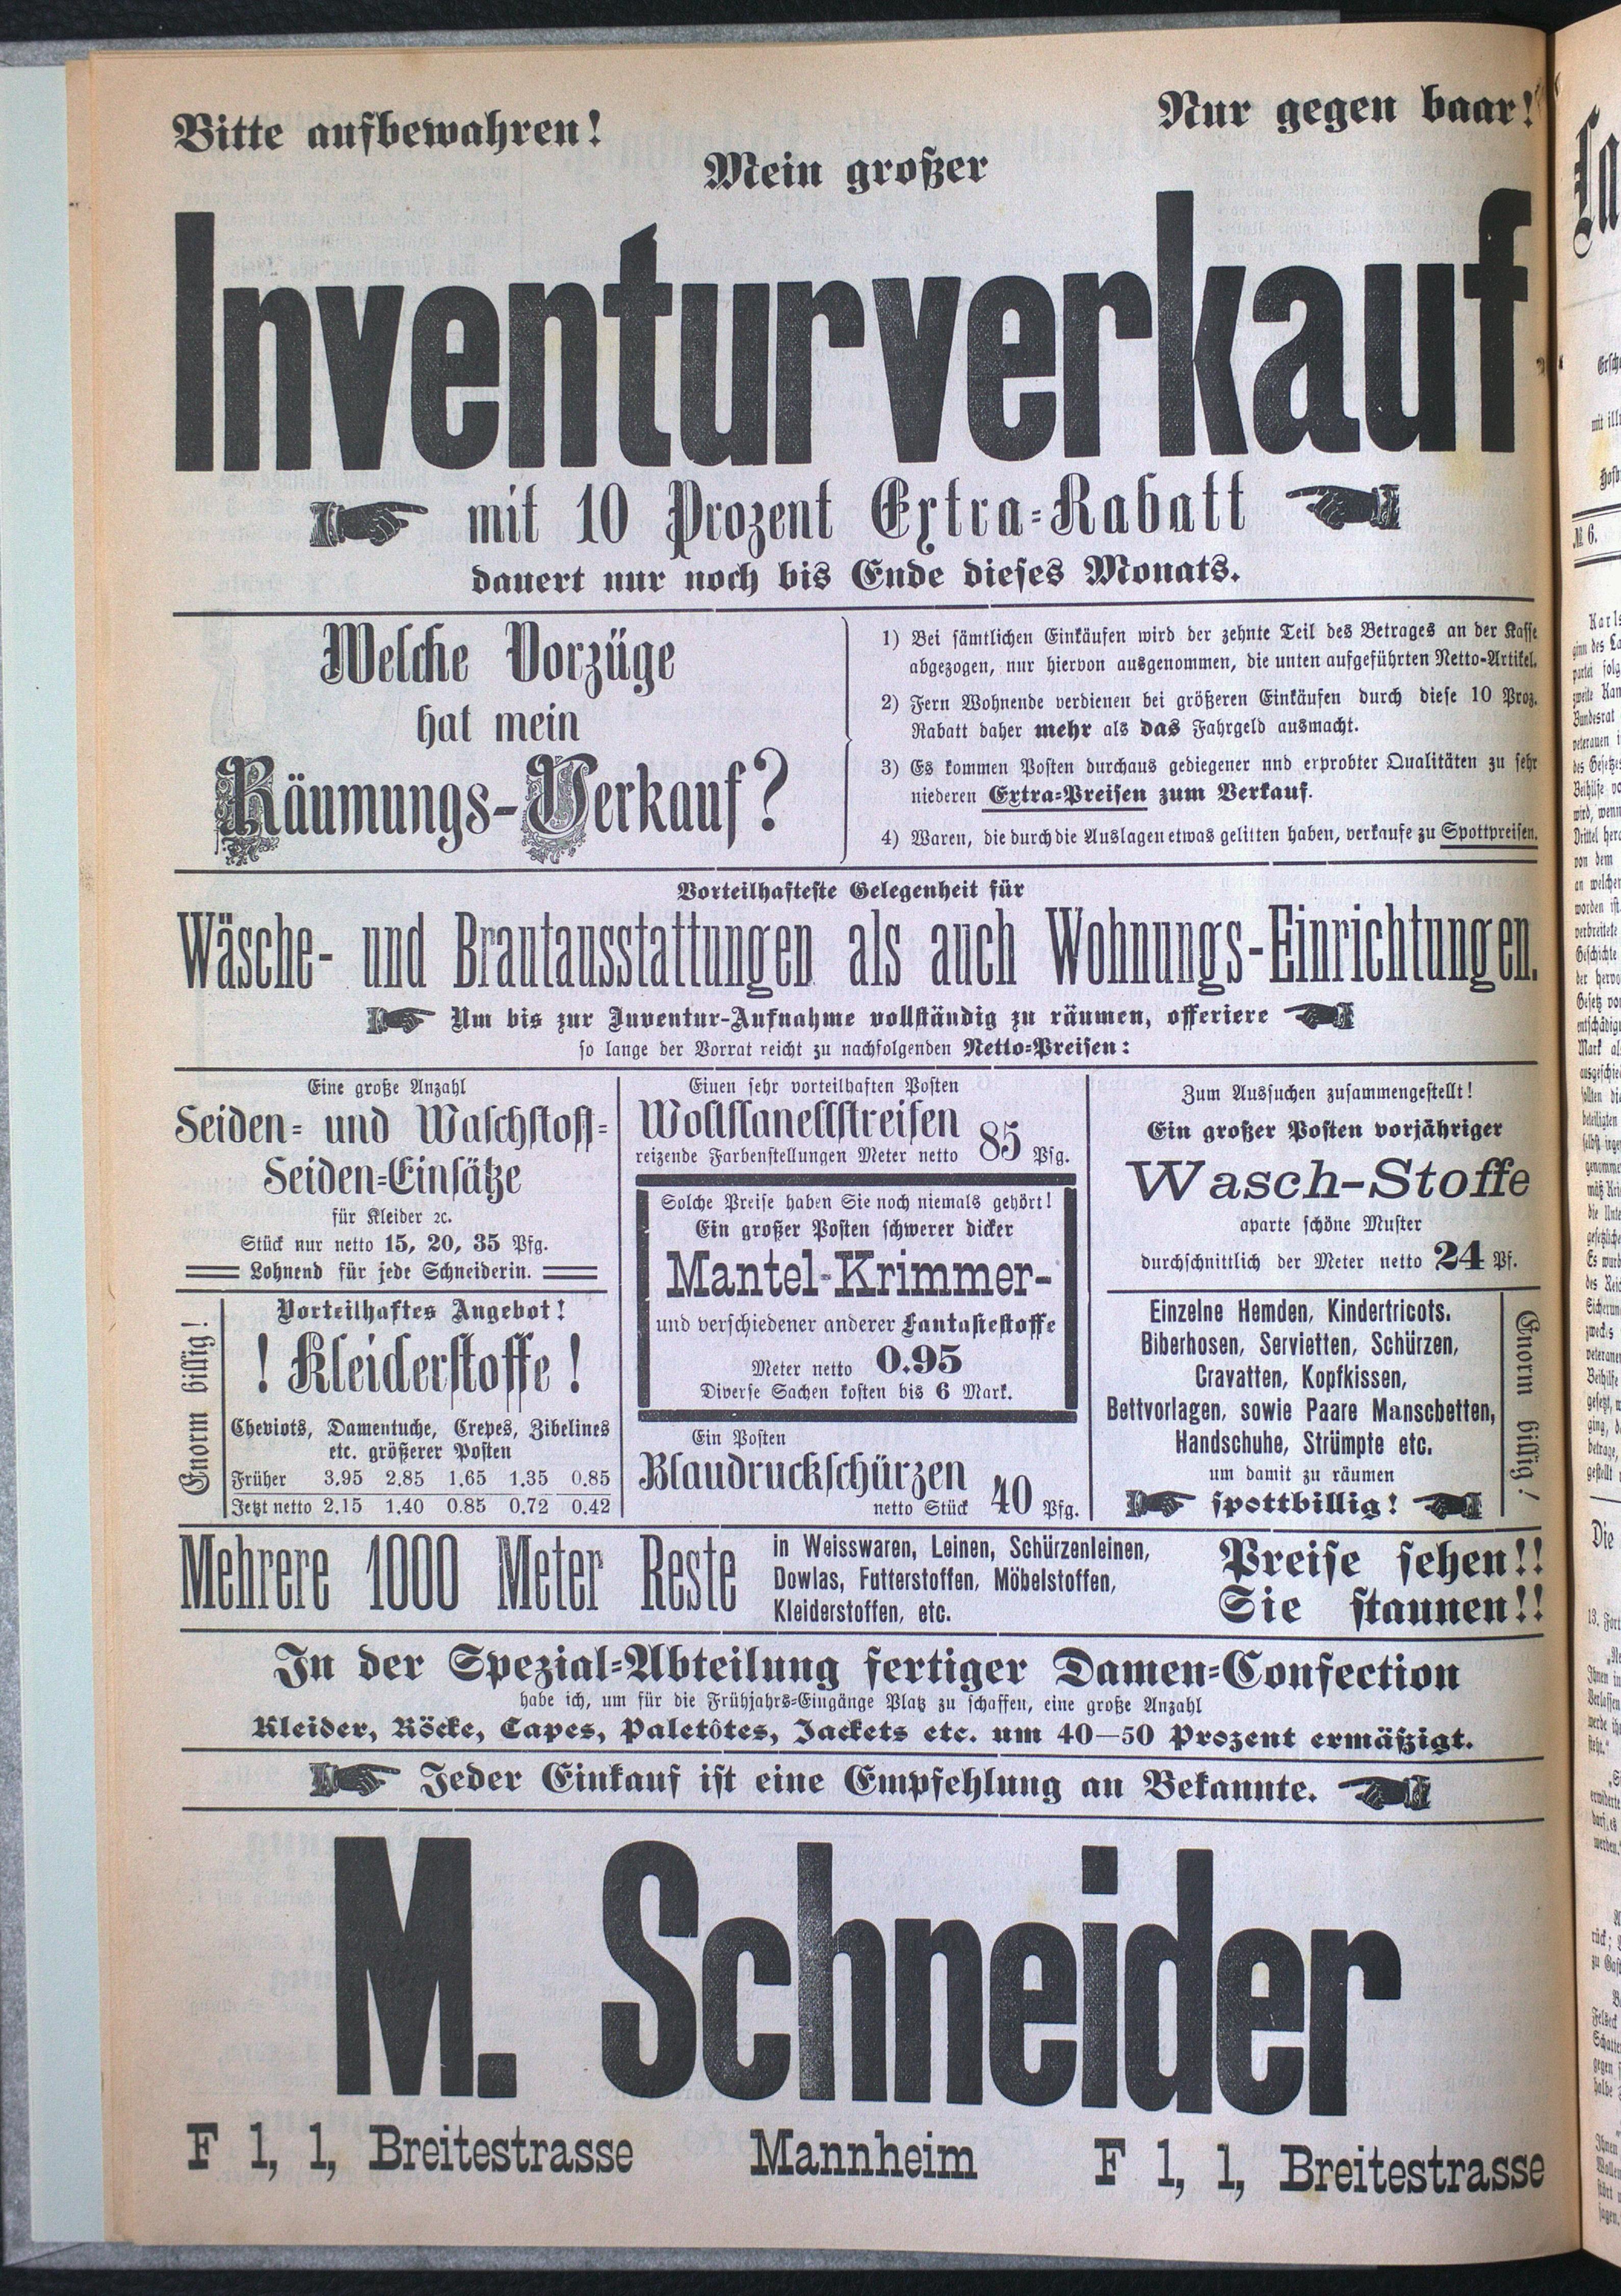 Bitte aufbewahren!
Nur gegen baar!
Mein großer
Inventurverkauf
mit 10 Prozent Extra-Rabatt
dauert nur noch bis Ende dieses Monats.
Welche Vorzüge
hat mein
Räumungs-Verkauf?
1) Bei sämtlichen Einkäufen wird der zehnte Teil des Betrages an der Kasse
abgezogen, nur hiervon ausgenommen, die unten aufgeführten Netto-Artikel.
2) Fern Wohnende verdienen bei größeren Einkäufen durch diese 10 Proz.
Rabatt daher mehr als das Fahrgeld ausmacht.
3) Es kommen Posten durchaus gediegener und erprobter Qualitäten zu sehr
niederen Extra-Preisen zum Verkauf.
4) Waren, die durch die Auslagen etwas gelitten haben, verkaufe zu Spottpreisen.
Vorteilhafteste Gelegenheit für
Wäsche- und Brautausstattungen als auch Wohnungs-Einrichtungen.
Um bis zur Inventur-Aufnahme vollständig zu räumen, offeriere
so lange der Vorrat reicht zu nachfolgenden Netto-Preisen:
Eine große Anzahl
Seiden- und Waschstoff-
Seiden-Einsätze
für Kleider ꝛc.
Stück nur netto 15, 20, 35 Pfg.
Lohnend für jede Schneiderin.
Enorm billig!
Vorteilhaftes Angebot!
! Kleiderstoffe !
Cheviots, Damentuche, Crepes, Zibelines
etc. größerer Posten
Früher 3.95 2.85 1.65 1.35 0.85
Jetzt netto 2.15 1.40 0.85 0.72 0.42
Einen sehr vorteilhaften Posten
Wollflanellstreifen
reizende Farbenstellungen Meter netto 85 Pfg.
Solche Preise haben Sie noch niemals gehört!
Ein großer Posten schwerer dicker
Mantel-Krimmer-
und verschiedener anderer Fantasiestoffe
Meter netto 0.95
Diverse Sachen kosten bis 6 Mark.
Ein Posten
Blaudruckschürzen
netto Stück 40 Pfg.
Zum Aussuchen zusammengestellt!
Ein großer Posten vorjähriger
Wasch-Stoffe
aparte schöne Muster
durchschnittlich der Meter netto 24 Pf.
Einzelne Hemden, Kindertricots.
Biberhosen, Servietten, Schürzen,
Cravatten, Kopfkissen,
Bettvorlagen, sowie Paare Manschetten,
Handschuhe, Strümpte etc.
um damit zu räumen
spottbillig!
Enorm billig!
Mehrere 1000 Meter Reste
in Weisswaren, Leinen, Schürzenleinen,
Dowlas, Futterstoffen, Möbelstoffen,
Kleiderstoffen, etc.
Preise sehen!!
Sie staunen!!
In der Spezial-Abteilung fertiger Damen-Confection
habe ich, um für die Frühjahrs-Eingänge Platz zu schaffen, eine große Anzahl
Kleider, Röcke, Capes, Paletôtes, Jackets etc. um 40—50 Prozent ermäßigt.
Jeder Einkauf ist eine Empfehlung an Bekannte.
M. Schneider
F 1, 1, Breitestrasse Mannheim F 1, 1, Breitestrasse